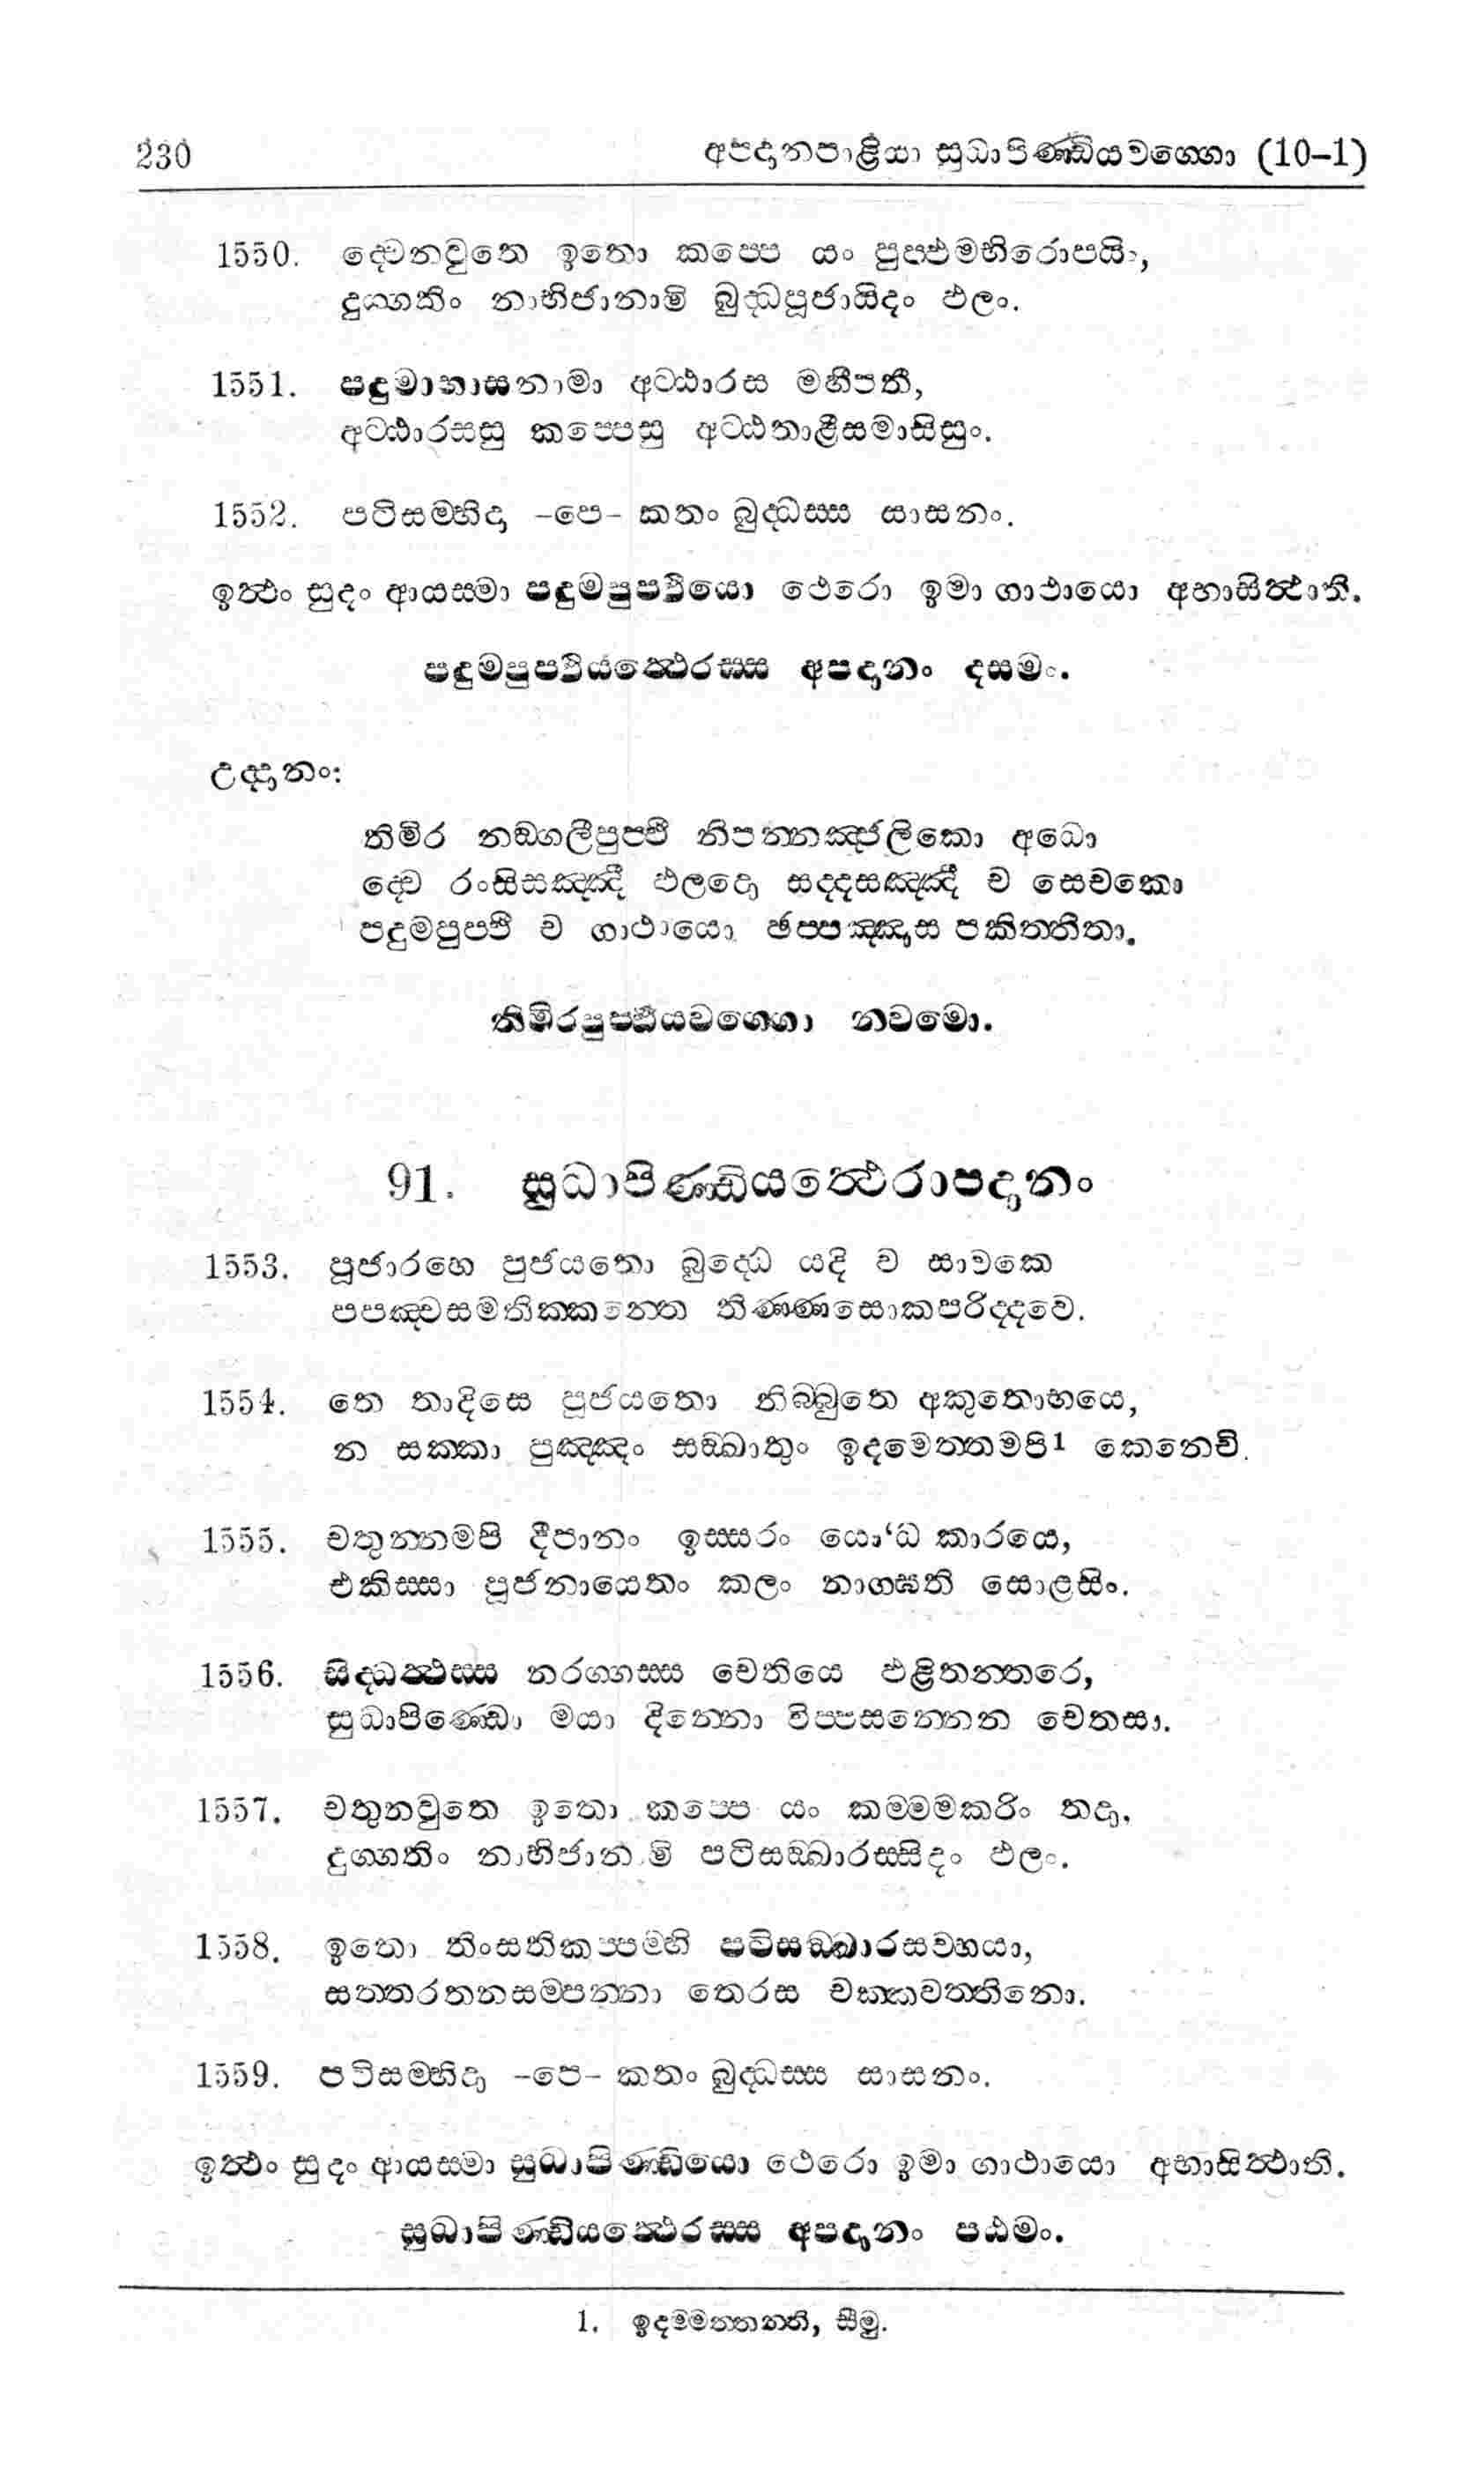 230 අපදානපාළියා සුධාපිණ්ඩියවග්ගො (10–1)
1550. ද්වෙනවුතෙ ඉතො කප්පෙ යං පුප්ඵමභිරොපයිං,
දුග්ගතිං නාභිජානාමි බුද්ධපූජායිදං ඵලං.
1551. පදුමාභාසනාමා අට්ඨාරස මහීපතී,
අට්ඨාරසසු කප්පෙසු අට්ඨතාළීසමාසිසුං.
1552. පටිසම්භිදා –පෙ– කතං බුද්ධස්ස සාසනං.
ඉත්ථං සුදං ආයස්මා පදුමපුප්ඵියො ථෙරො ඉමා ගාථායො අභාසිත්ථාති.
පදුමපුප්ඵියත්ථෙරස්ස අපදානං දසමං.
උද්දානං:
තිමිර නඞ්ගලීපුප්ඵී නිපන්නඤ්ජලිකො අධො
ද්වෙ රංසිසඤ්ඤී ඵලදො සද්දසඤ්ඤී ච සෙචකො
පදුමපුප්ඵී ච ගාථායො ඡප්පඤ්ඤාස පකිත්තීතා.
තිමිරපුප්ඵියවග්ගො නවමො.
91. සුධාපිණ්ඩියත්ථෙරාපදානං
1553. පූජාරහෙ පුජයතො බුද්ධෙ යදි ව සාවකෙ
පපඤ්චසමතික්කන්තෙ තිණ්ණසොකපරිද්දවෙ.
1554. තෙ තාදිසෙ පූජයතො නිබ්බුතෙ අකුතොභයෙ,
න සක්කා පුඤ්ඤං සඞ්ඛාතුං ඉදමෙත්තමපි1 කෙනෙචි.
1555. චතුන්නමපි දීපානං ඉස්සරං යො‘ධ කාරයෙ,
එකිස්සා පූජනායෙතං කලං නාග්ඝති සොළසිං.
1556. සිද්ධත්ථස්ස නරග්ගස්ස චෙතියෙ ඵළිතන්තරෙ,
සුධාපිණ්ඩො මයා දින්නො විප්පසන්නෙන චෙතසා.
1557. චතුනවුතෙ ඉතො කප්පෙ යං කම්මමකරිං තදා,
දුග්ගතිං නාභිජානාමි පටිසඞ්ඛාරස්සිදං ඵලං.
1558. ඉතො තිංසතිකප්පම්හි පටිසඞ්ඛාරසව්හයා,
සත්තරතනසම්පන්නා තෙරස චක්කවත්තිනො.
1559. පටිසම්භිදා –පෙ– කතං බුද්ධස්ස සාසනං.
ඉත්ථං සුදං ආයස්මා සුධාපිණ්ඩියො ථෙරො ඉමා ගාථායො අභාසිත්ථාති.
සුධාපිණ්ඩියත්ථෙරස්ස අපදානං පඨමං.
1. ඉදම්මත්තන්ති, සීමු.